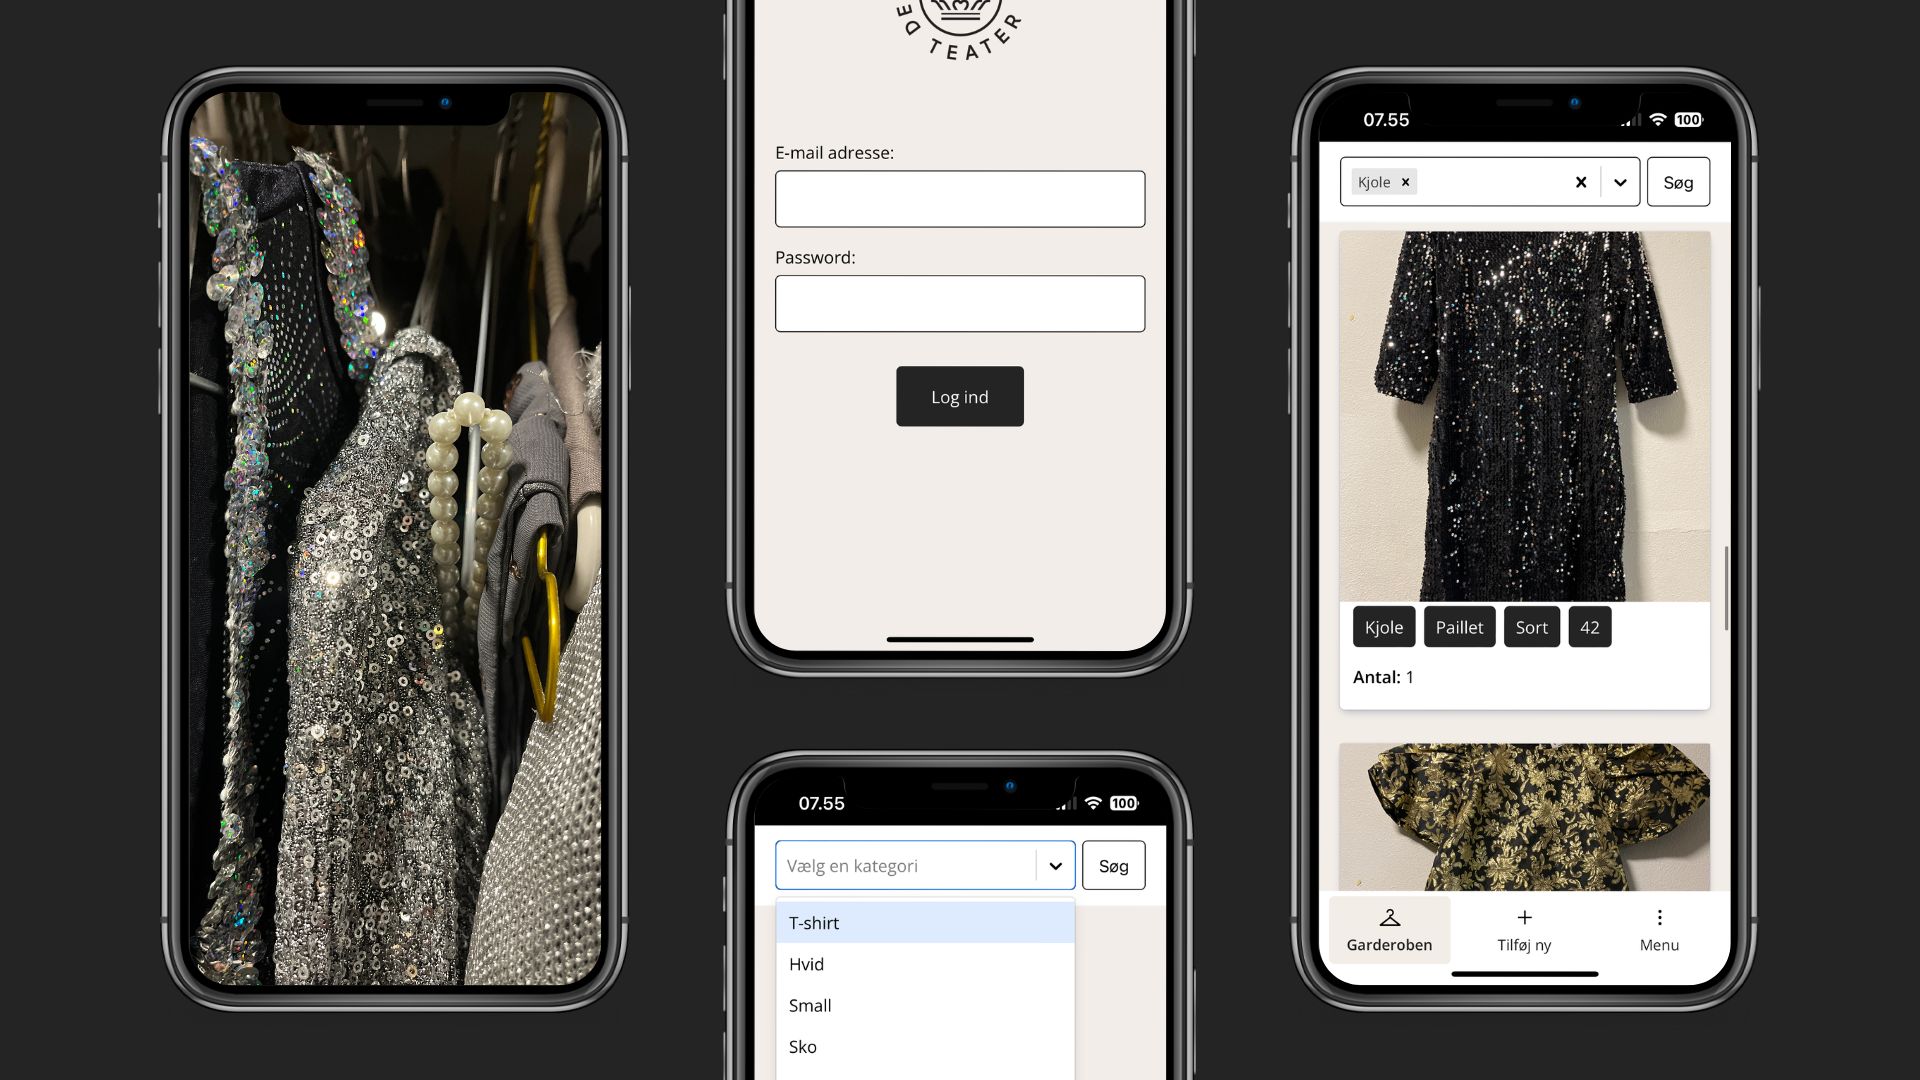 DE
TEATER
E-mail adresse:
Password:
Log ind
07.55
100
Vælg en kategori
Søg
T-shirt
Hvid
Small
Sko
07.55
100
Kjole
Søg
Kjole
Paillet
Sort
42
Antal: 1
Garderoben
Tilføj ny
Menu